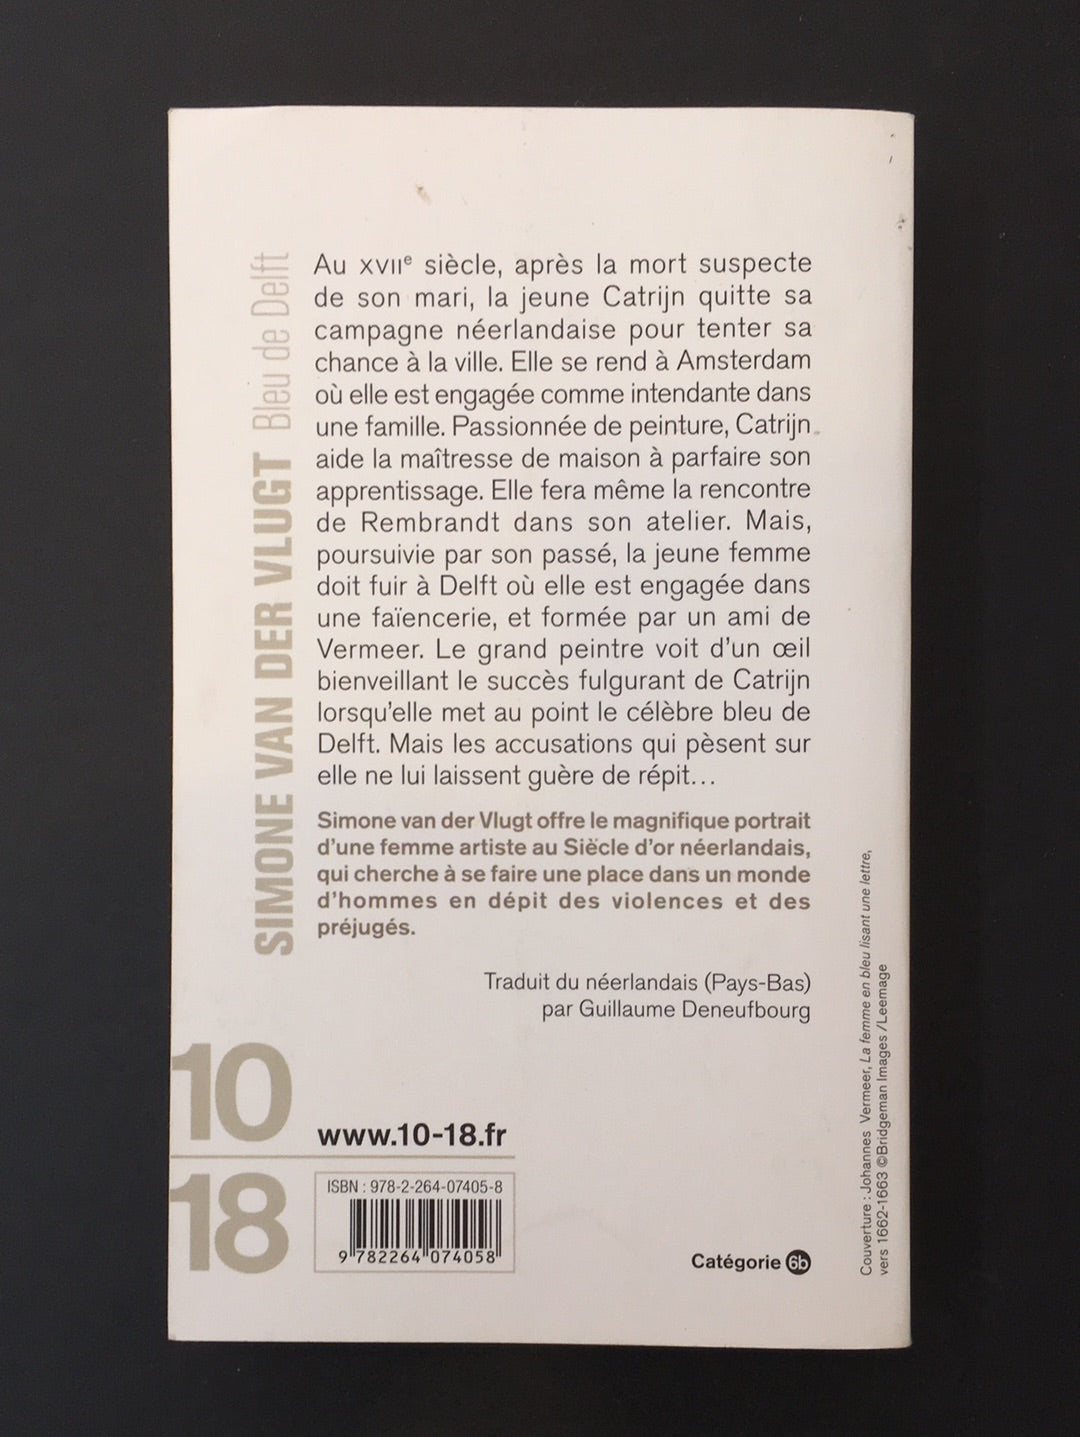 SIMONE VAN DER VLUGT Bleu de Delft
Au XVIIe siècle, après la mort suspecte
de son mari, la jeune Catrijn quitte sa
campagne néerlandaise pour tenter sa
chance à la ville. Elle se rend à Amsterdam
où elle est engagée comme intendante dans
une famille. Passionnée de peinture, Catrijn
aide la maîtresse de maison à parfaire son
apprentissage. Elle fera même la rencontre
de Rembrandt dans son atelier. Mais,
poursuivie par son passé, la jeune femme
doit fuir à Delft où elle est engagée dans
une faïencerie, et formée par un ami de
Vermeer. Le grand peintre voit d'un œil
bienveillant le succès fulgurant de Catrijn
lorsqu'elle met au point le célèbre bleu de
Delft. Mais les accusations qui pèsent sur
elle ne lui laissent guère de répit...
Simone van der Vlugt offre le magnifique portrait
d'une femme artiste au Siècle d'or néerlandais,
qui cherche à se faire une place dans un monde
d'hommes en dépit des violences et des
préjugés.
Traduit du néerlandais (Pays-Bas)
par Guillaume Deneufbourg
10
18
www.10-18.fr
ISBN : 978-2-264-07405-8
9 782264 074058
Catégorie 6b
Couverture : Johannes Vermeer, La femme en bleu lisant une lettre,
vers 1662-1663 ©Bridgeman Images /Leemage